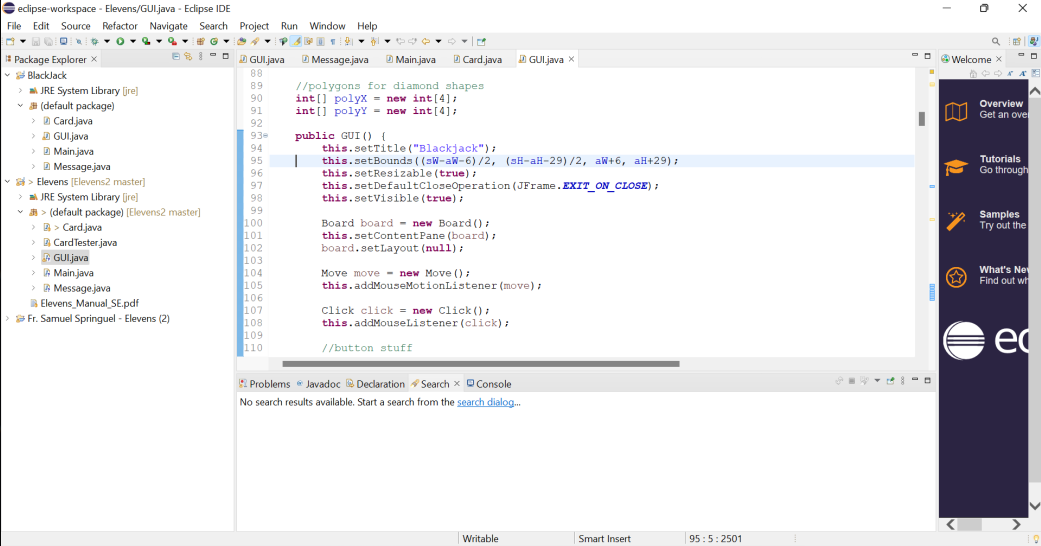 eclipse-workspace - Elevens/GUI.java - Eclipse IDE
File Edit Source Refactor Navigate Search Project Run Window Help
Package Explorer
BlackJack
JRE System Library [jre]
(default package)
Card.java
GUI.java
Main.java
Message.java
> Elevens [Elevens2 master]
JRE System Library [jre]
> (default package) [Elevens2 master]
> Card.java
CardTester.java
GUI.java
Main.java
Message.java
Elevens_Manual_SE.pdf
Fr. Samuel Springuel - Elevens (2)
GUI.java Message.java Main.java Card.java GUI.java
88
89 //polygons for diamond shapes
90 int[] polyX = new int[4];
91 int[] polyY = new int[4];
92
93 public GUI() {
94 this.setTitle("Blackjack");
95 this.setBounds((sW-aW-6)/2, (sH-aH-29)/2, aW+6, aH+29);
96 this.setResizable(true);
97 this.setDefaultCloseOperation(JFrame.EXIT_ON_CLOSE);
98 this.setVisible(true);
99
100 Board board = new Board();
101 this.setContentPane(board);
102 board.setLayout(null);
103
104 Move move = new Move();
105 this.addMouseMotionListener(move);
106
107 Click click = new Click();
108 this.addMouseListener(click);
109
110 //button stuff
Problems Javadoc Declaration Search Console
No search results available. Start a search from the search dialog...
Welcome
Overview
Get an ove
Tutorials
Go through
Samples
Try out the
What's Ne
Find out wh
ec
Writable Smart Insert 95 : 5 : 2501